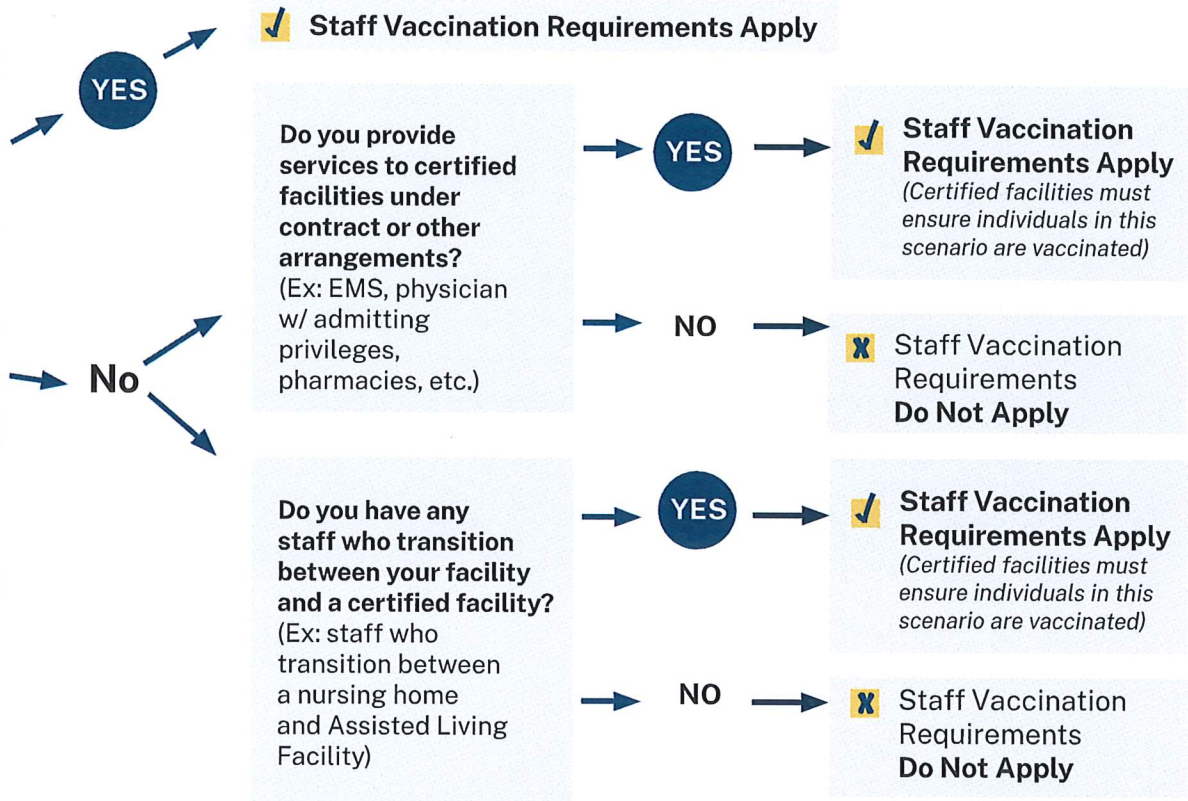 Staff Vaccination Requirements Apply
YES
Do you provide
services to certified
facilities under
contract or other
arrangements?
(Ex: EMS, physician
w/ admitting
privileges,
pharmacies, etc.)
YES
Staff Vaccination
Requirements Apply
(Certified facilities must
ensure individuals in this
scenario are vaccinated)
NO
Staff Vaccination
Requirements
Do Not Apply
No
Do you have any
staff who transition
between your facility
and a certified facility?
(Ex: staff who
transition between
a nursing home
and Assisted Living
Facility)
YES
Staff Vaccination
Requirements Apply
(Certified facilities must
ensure individuals in this
scenario are vaccinated)
NO
Staff Vaccination
Requirements
Do Not Apply